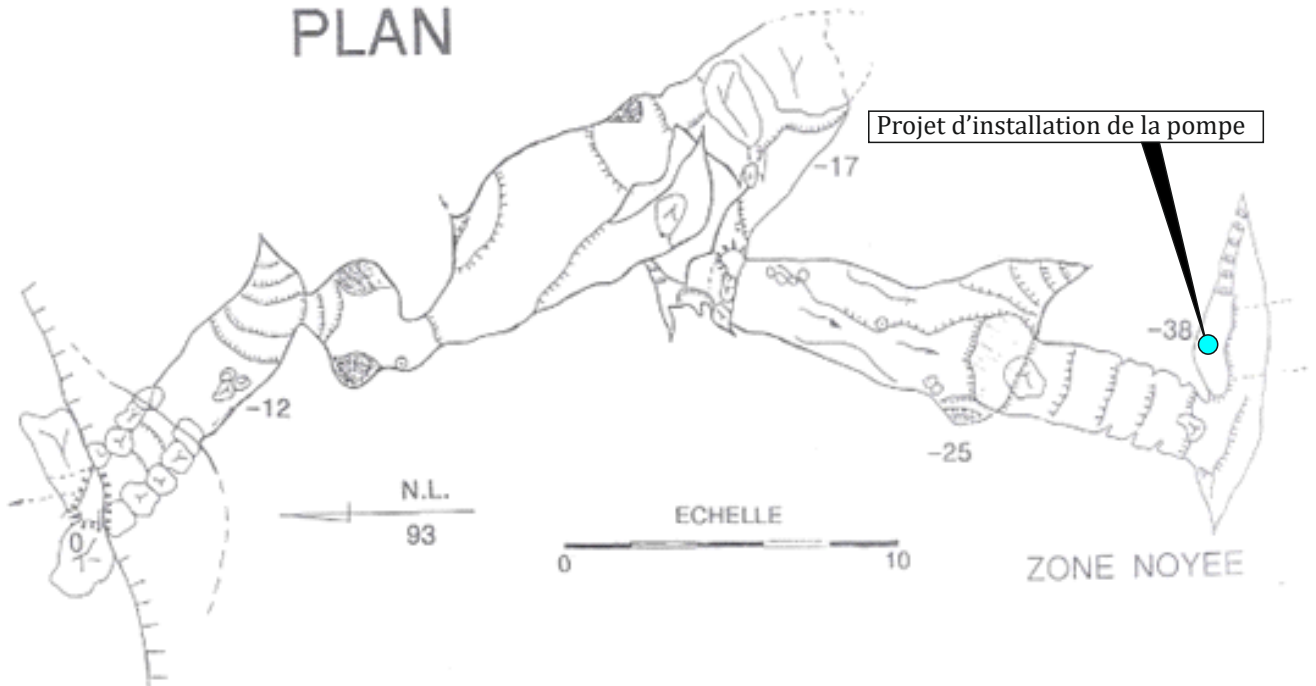 PLAN
Projet d'installation de la pompe
-17
-38
-12
-25
N.L.
93
ECHELLE
0
0 10
ZONE NOYEE